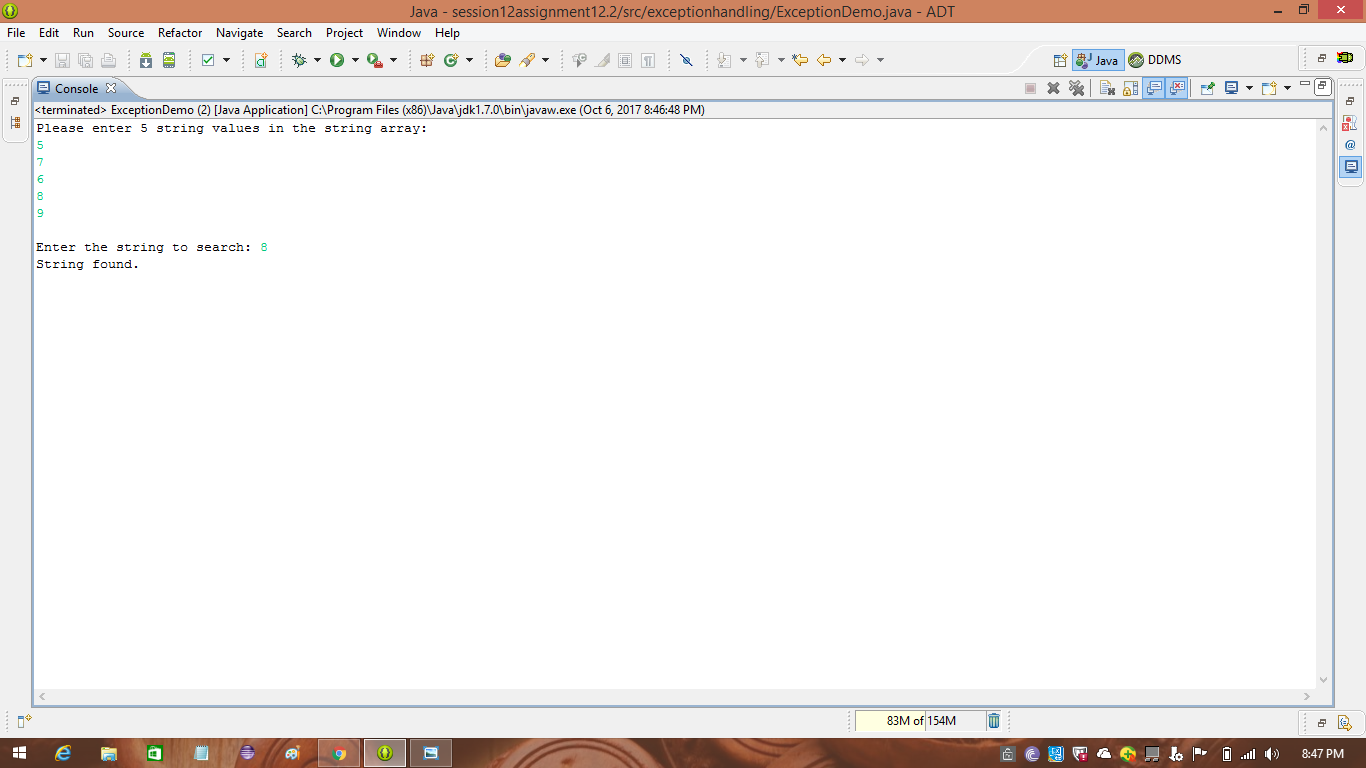 Java - session12assignment12.2/src/exceptionhandling/ExceptionDemo.java - ADT
File Edit Run Source Refactor Navigate Search Project Window Help
Java DDMS
Console
<terminated> ExceptionDemo (2) [Java Application] C:\Program Files (x86)\Java\jdk1.7.0\bin\javaw.exe (Oct 6, 2017 8:46:48 PM)
Please enter 5 string values in the string array:
5
7
6
8
9
Enter the string to search: 8
String found.
83M of 154M
8:47 PM